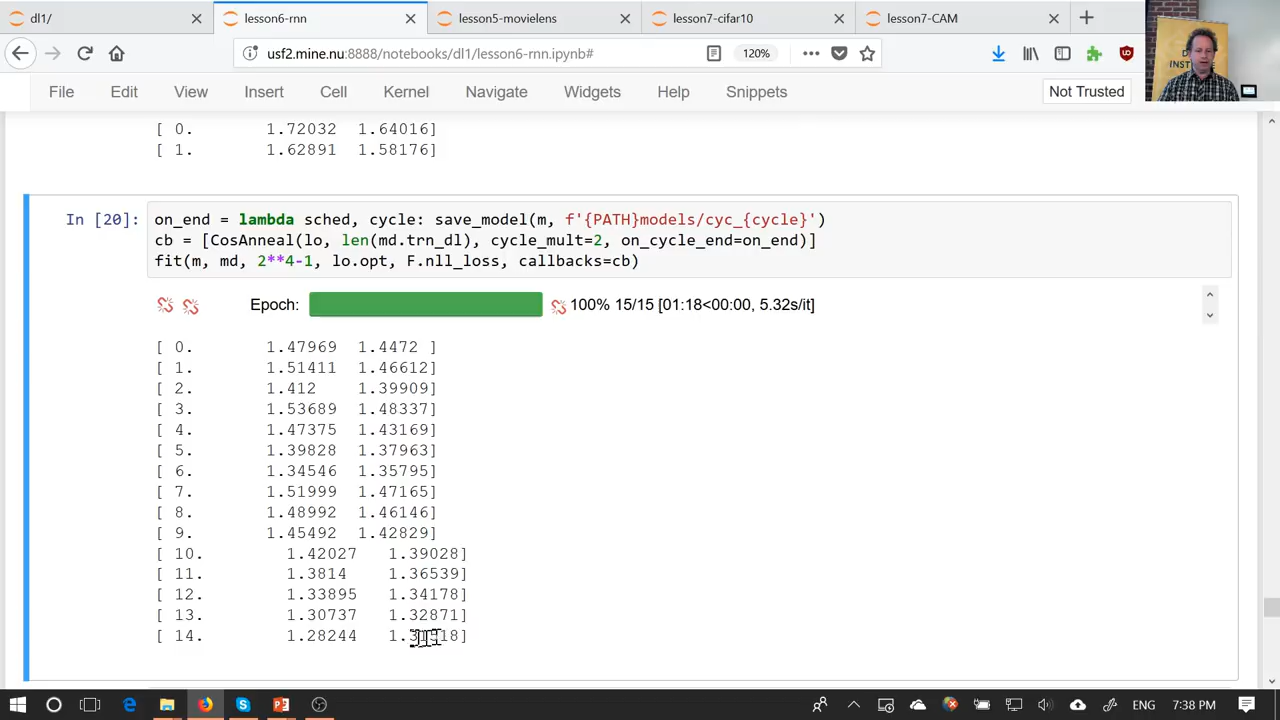 dl1/
lesson6-rnn
lesson5-movielens
lesson7-cifar10
lesson7-CAM
usf2.mine.nu:8888/notebooks/dl1/lesson6-rnn.ipynb#
120%
File Edit View Insert Cell Kernel Navigate Widgets Help Snippets
Not Trusted
[ 0. 1.72032 1.64016]
[ 1. 1.62891 1.58176]
In [20]:
on_end = lambda sched, cycle: save_model(m, f'{PATH}models/cyc_{cycle}')
cb = [CosAnneal(lo, len(md.trn_dl), cycle_mult=2, on_cycle_end=on_end)]
fit(m, md, 2**4-1, lo.opt, F.nll_loss, callbacks=cb)
Epoch: 100% 15/15 [01:18<00:00, 5.32s/it]
[ 0. 1.47969 1.4472 ]
[ 1. 1.51411 1.46612]
[ 2. 1.412 1.39909]
[ 3. 1.53689 1.48337]
[ 4. 1.47375 1.43169]
[ 5. 1.39828 1.37963]
[ 6. 1.34546 1.35795]
[ 7. 1.51999 1.47165]
[ 8. 1.48992 1.46146]
[ 9. 1.45492 1.42829]
[ 10. 1.42027 1.39028]
[ 11. 1.3814 1.36539]
[ 12. 1.33895 1.34178]
[ 13. 1.30737 1.32871]
[ 14. 1.28244
ENG
7:38 PM